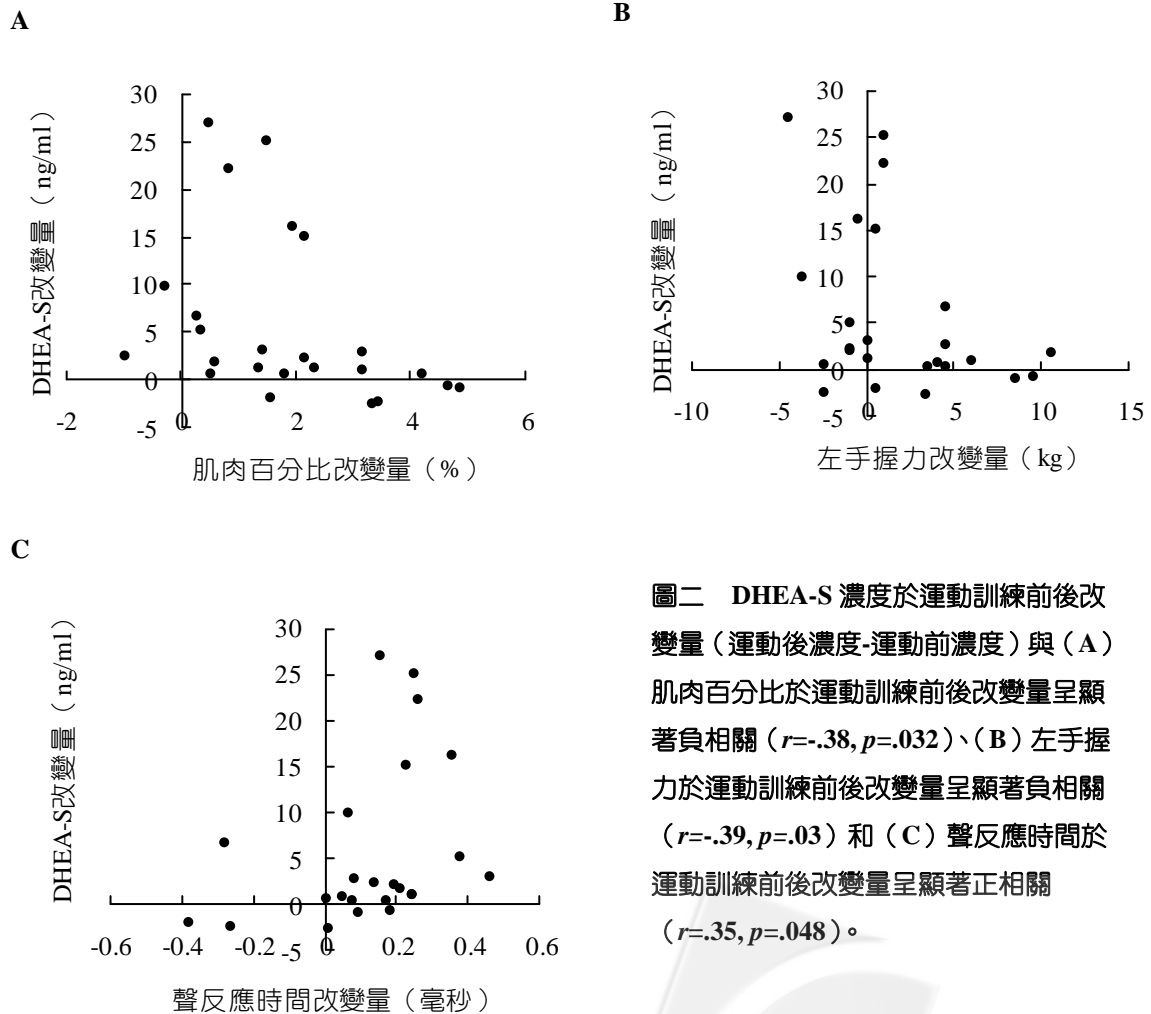 A
30
25
20
15
10
5
0
-5
-2
0
2
4
6
DHEA-S改變量（ng/ml）
肌肉百分比改變量（%）
B
30
25
20
15
10
5
0
-5
-10
-5
0
5
10
15
DHEA-S改變量（ng/ml）
左手握力改變量（kg）
C
30
25
20
15
10
5
0
-5
-0.6
-0.4
-0.2
0
0.2
0.4
0.6
DHEA-S改變量（ng/ml）
聲反應時間改變量（毫秒）
圖二 DHEA-S 濃度於運動訓練前後改
變量（運動後濃度-運動前濃度）與（A）
肌肉百分比於運動訓練前後改變量呈顯
著負相關（r=-.38, p=.032）、（B）左手握
力於運動訓練前後改變量呈顯著負相關
（r=-.39, p=.03）和（C）聲反應時間於
運動訓練前後改變量呈顯著正相關
（r=.35, p=.048）。